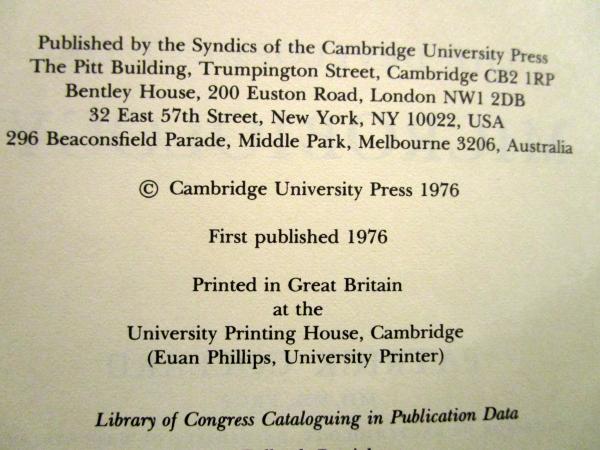 Published by the Syndics of the Cambridge University Press
The Pitt Building, Trumpington Street, Cambridge CB2 1RP
Bentley House, 200 Euston Road, London NW1 2DB
32 East 57th Street, New York, NY 10022, USA
296 Beaconsfield Parade, Middle Park, Melbourne 3206, Australia
© Cambridge University Press 1976
First published 1976
Printed in Great Britain
at the
University Printing House, Cambridge
(Euan Phillips, University Printer)
Library of Congress Cataloguing in Publication Data